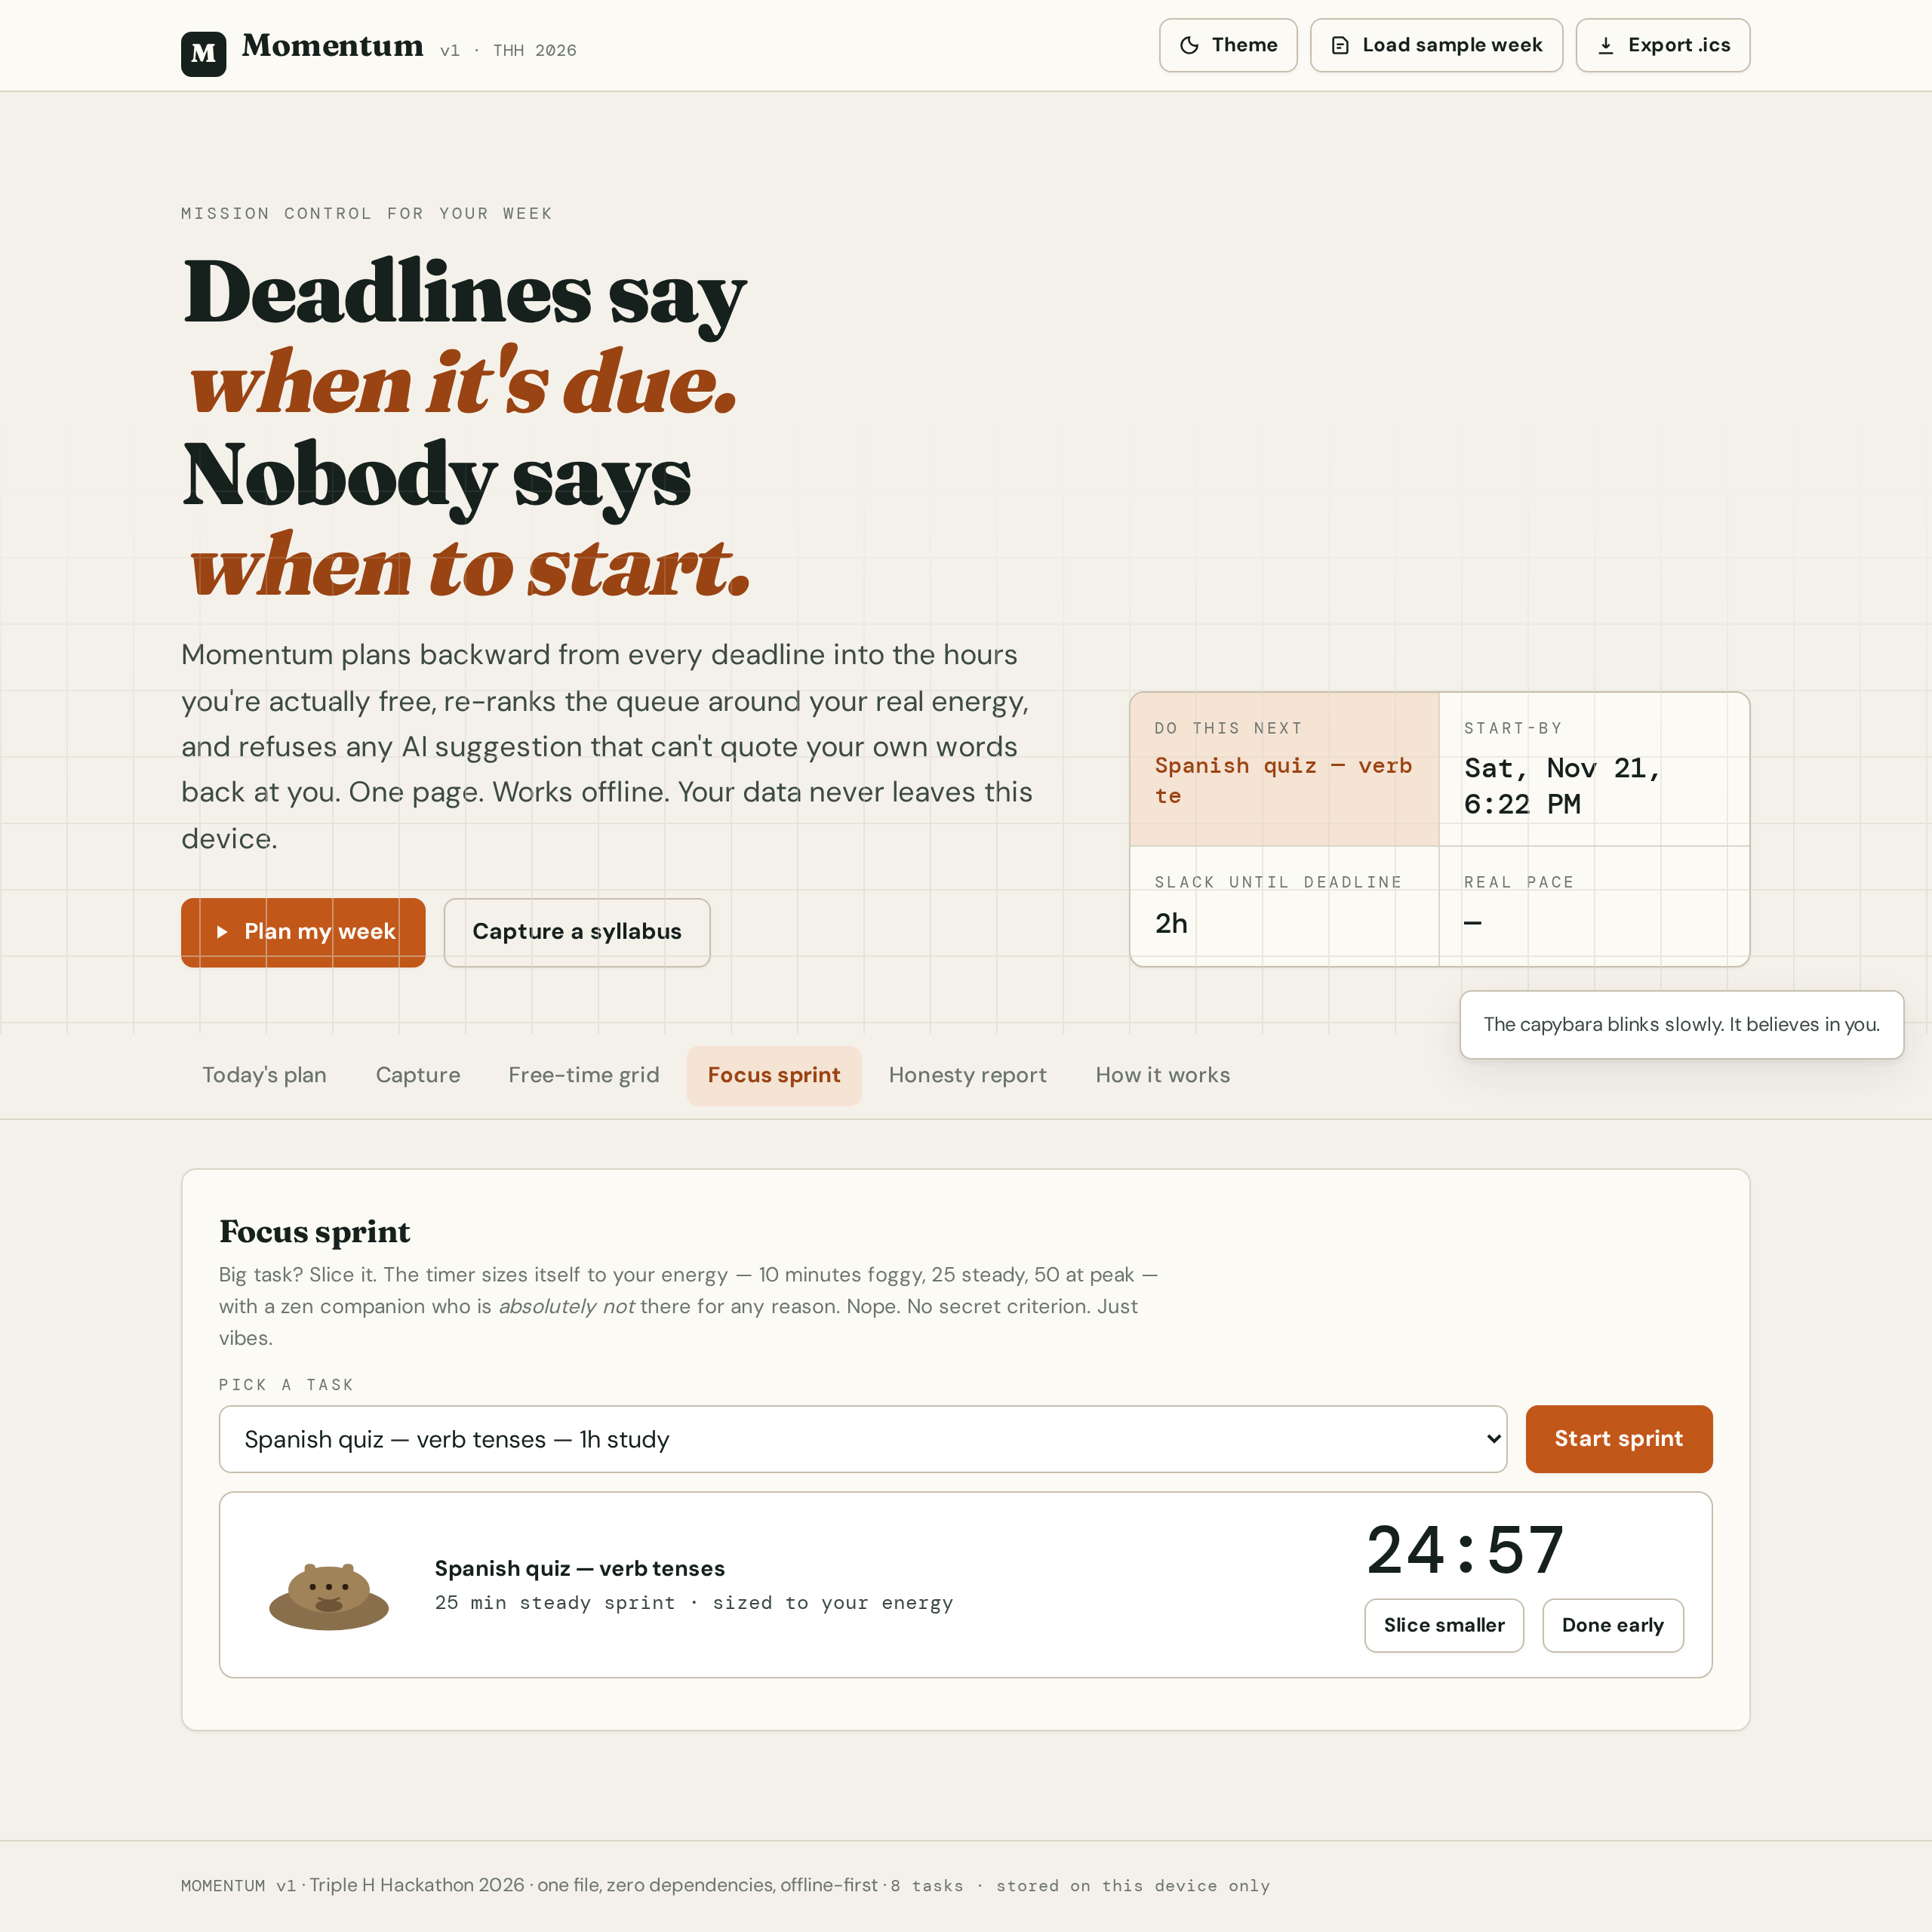 M Momentum v1 · THH 2026
Theme
Load sample week
Export .ics
MISSION CONTROL FOR YOUR WEEK
Deadlines say
when it's due.
Nobody says
when to start.
Momentum plans backward from every deadline into the hours
you're actually free, re-ranks the queue around your real energy,
and refuses any AI suggestion that can't quote your own words
back at you. One page. Works offline. Your data never leaves this
device.
Plan my week
Capture a syllabus
DO THIS NEXT
Spanish quiz — verb
te
START-BY
Sat, Nov 21,
6:22 PM
SLACK UNTIL DEADLINE
2h
REAL PACE
—
The capybara blinks slowly. It believes in you.
Today's plan
Capture
Free-time grid
Focus sprint
Honesty report
How it works
Focus sprint
Big task? Slice it. The timer sizes itself to your energy — 10 minutes foggy, 25 steady, 50 at peak —
with a zen companion who is absolutely not there for any reason. Nope. No secret criterion. Just
vibes.
PICK A TASK
Spanish quiz — verb tenses — 1h study
Start sprint
Spanish quiz — verb tenses
25 min steady sprint · sized to your energy
24:57
Slice smaller
Done early
MOMENTUM v1 · Triple H Hackathon 2026 · one file, zero dependencies, offline-first · 8 tasks · stored on this device only